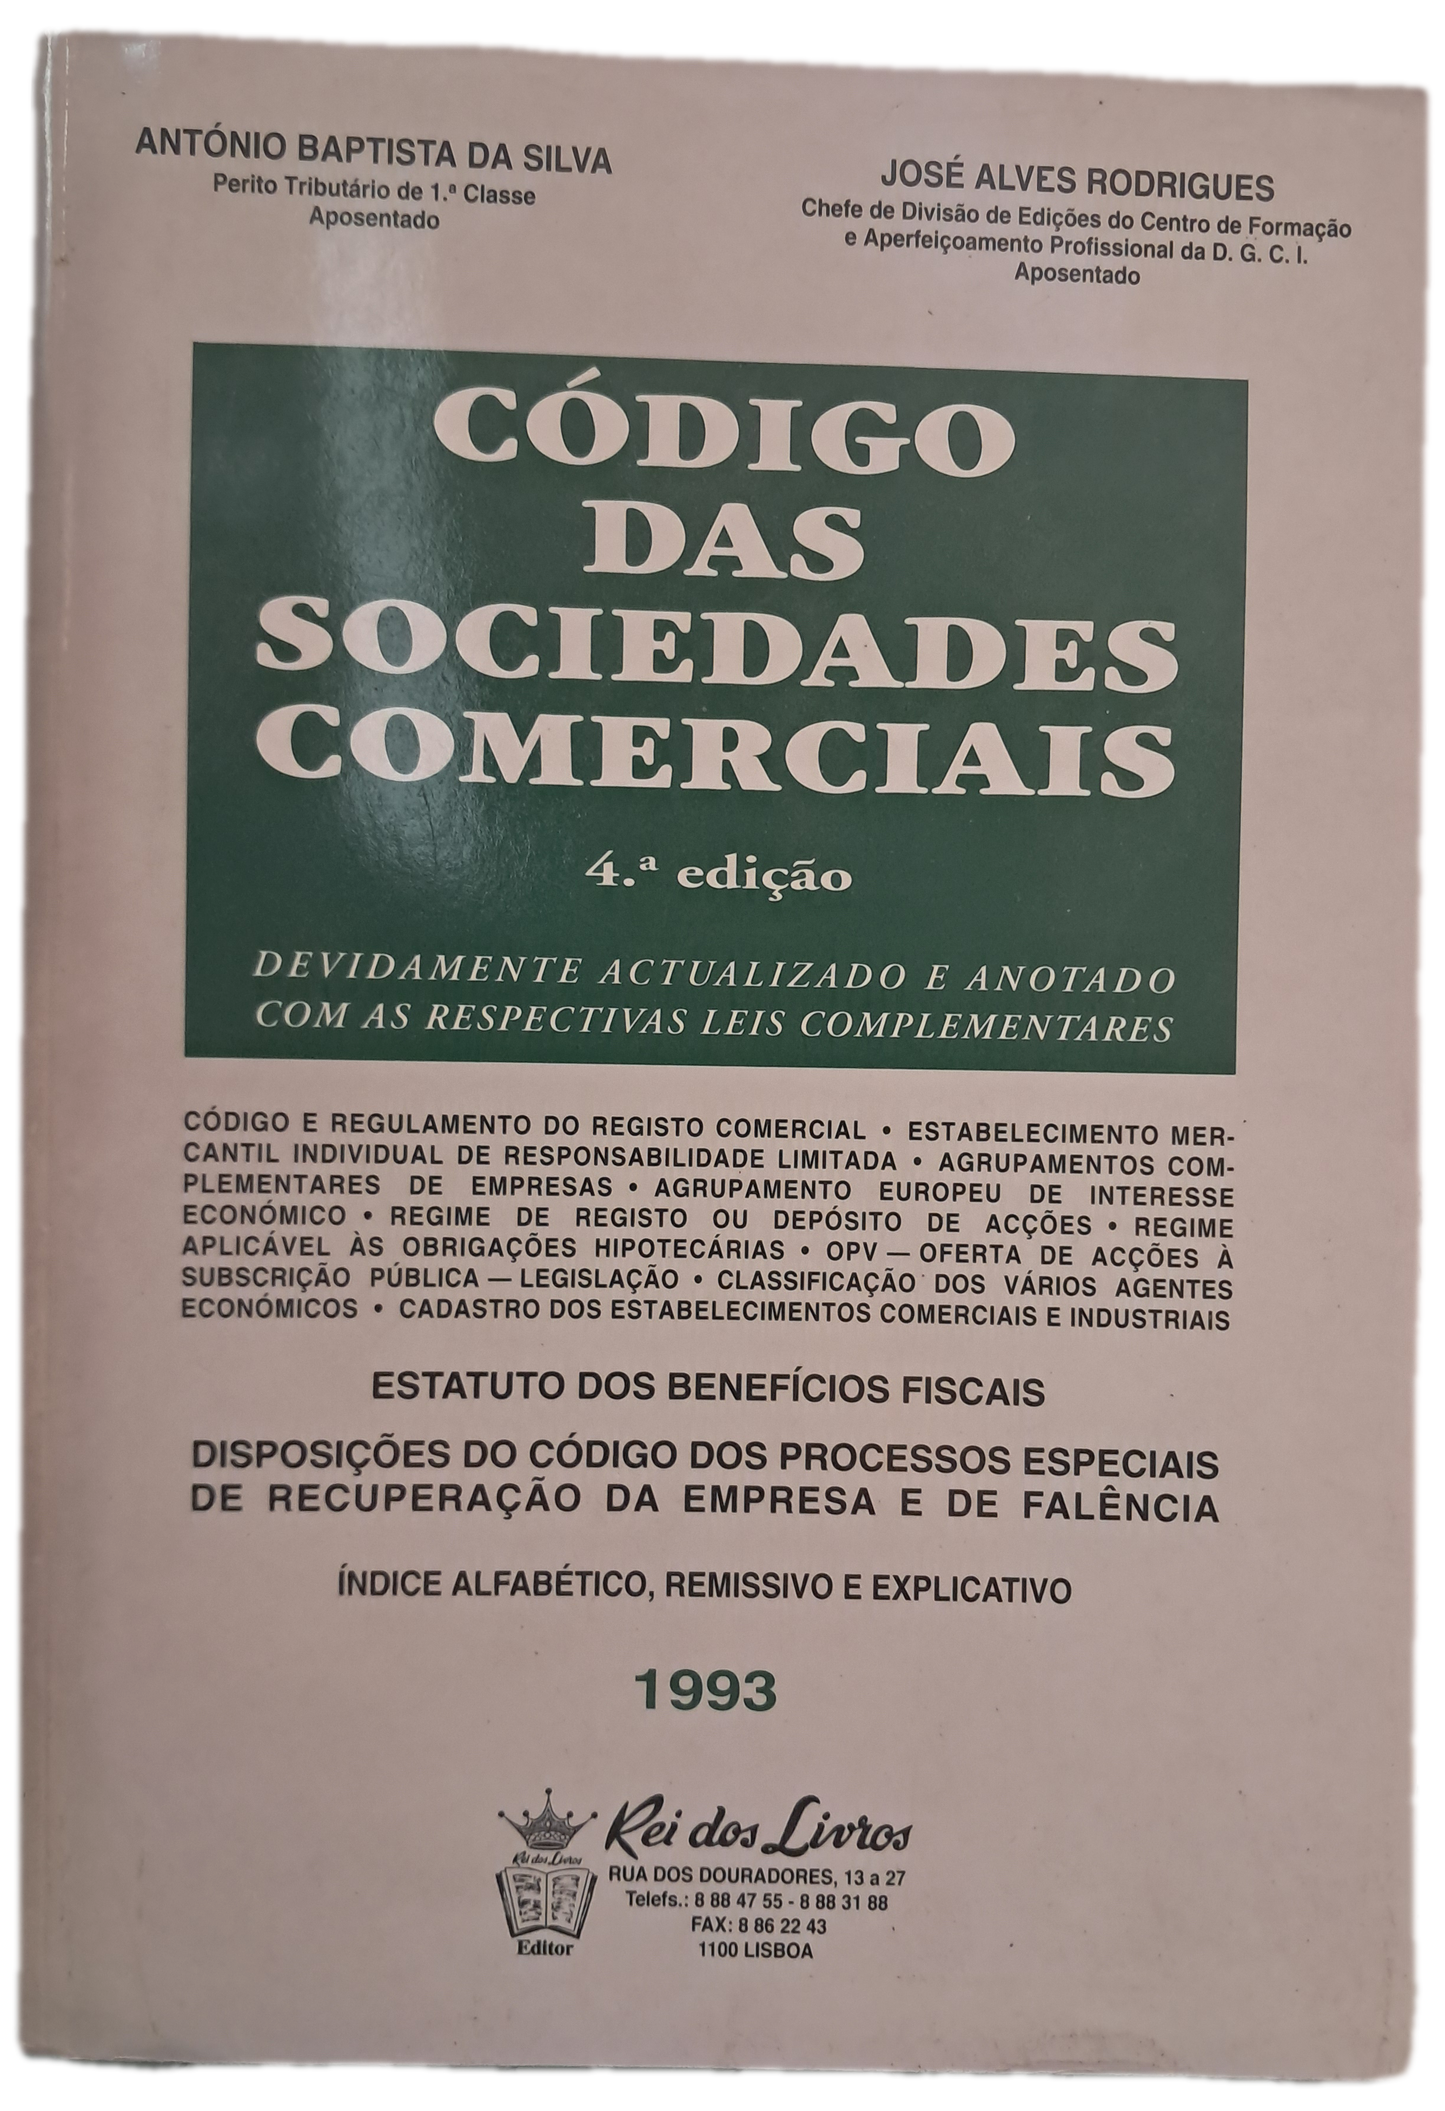 ANTÓNIO BAPTISTA DA SILVA
Perito Tributário de 1.ª Classe
Aposentado
JOSÉ ALVES RODRIGUES
Chefe de Divisão de Edições do Centro de Formação
e Aperfeiçoamento Profissional da D. G. C. I.
Aposentado
CÓDIGO
DAS
SOCIEDADES
COMERCIAIS
4.ª edição
DEVIDAMENTE ACTUALIZADO E ANOTADO
COM AS RESPECTIVAS LEIS COMPLEMENTARES
CÓDIGO E REGULAMENTO DO REGISTO COMERCIAL • ESTABELECIMENTO MER-
CANTIL INDIVIDUAL DE RESPONSABILIDADE LIMITADA • AGRUPAMENTOS COM-
PLEMENTARES DE EMPRESAS • AGRUPAMENTO EUROPEU DE INTERESSE
ECONÓMICO • REGIME DE REGISTO OU DEPÓSITO DE ACÇÕES • REGIME
APLICÁVEL ÀS OBRIGAÇÕES HIPOTECÁRIAS • OPV — OFERTA DE ACÇÕES À
SUBSCRIÇÃO PÚBLICA — LEGISLAÇÃO • CLASSIFICAÇÃO DOS VÁRIOS AGENTES
ECONÓMICOS • CADASTRO DOS ESTABELECIMENTOS COMERCIAIS E INDUSTRIAIS
ESTATUTO DOS BENEFÍCIOS FISCAIS
DISPOSIÇÕES DO CÓDIGO DOS PROCESSOS ESPECIAIS
DE RECUPERAÇÃO DA EMPRESA E DE FALÊNCIA
ÍNDICE ALFABÉTICO, REMISSIVO E EXPLICATIVO
1993
Rei dos Livros
Rei dos Livros
Editor
RUA DOS DOURADORES, 13 a 27
Telefs.: 8 88 47 55 - 8 88 31 88
FAX: 8 86 22 43
1100 LISBOA